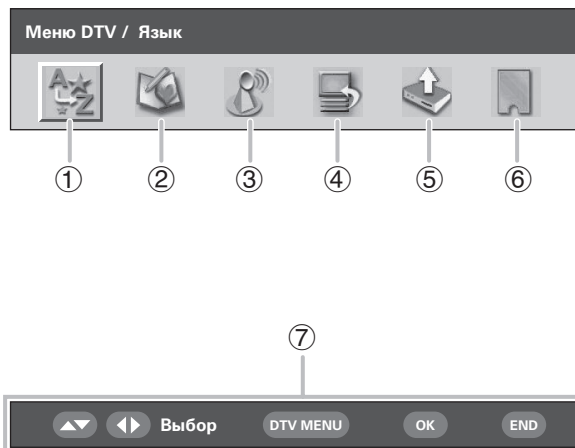 Меню DTV / Язык
A Z
① ② ③ ④ ⑤ ⑥
⑦
Выбор DTV MENU OK END